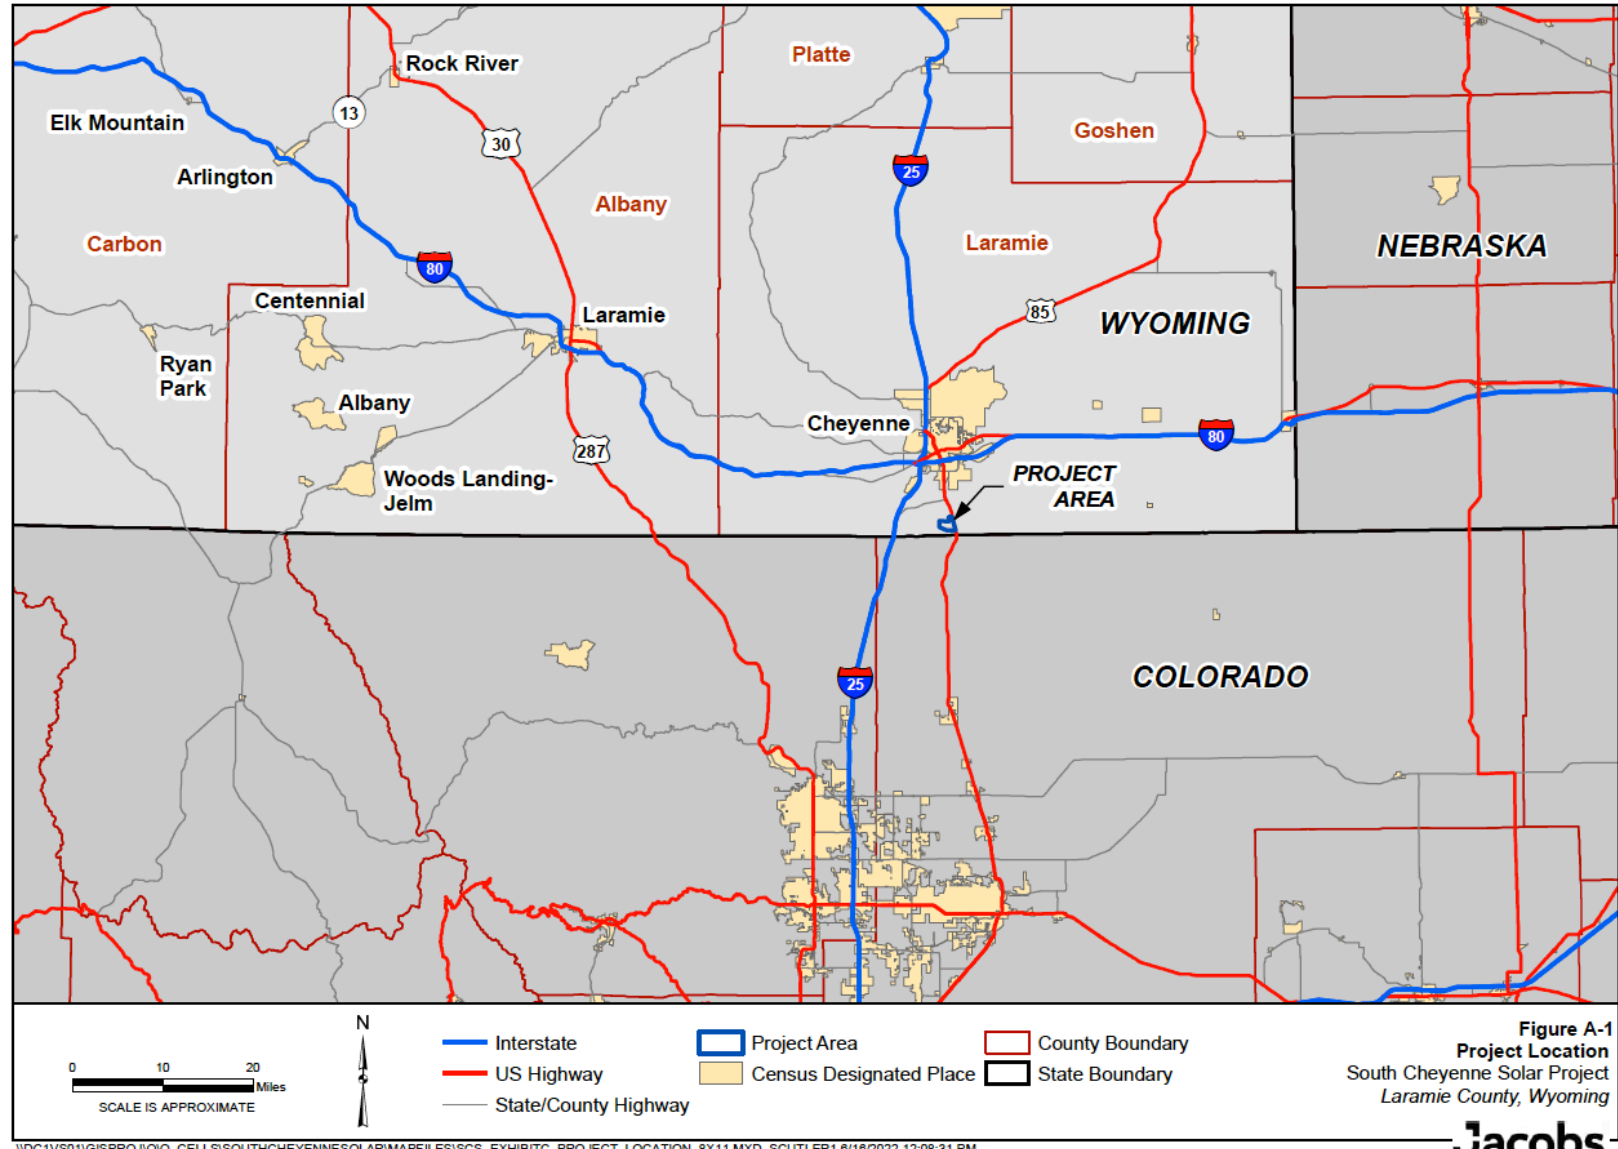 Rock River
Platte
13
Elk Mountain
30
Goshen
25
Arlington
Albany
Carbon
Laramie
NEBRASKA
80
Centennial
Laramie
85
WYOMING
Ryan
Park
Albany
Cheyenne
80
287
Woods Landing-
Jelm
PROJECT
AREA
25
COLORADO
N
0 10 20
Miles
SCALE IS APPROXIMATE
Interstate
US Highway
State/County Highway
Project Area
Census Designated Place
County Boundary
State Boundary
Figure A-1
Project Location
South Cheyenne Solar Project
Laramie County, Wyoming
Jacobs